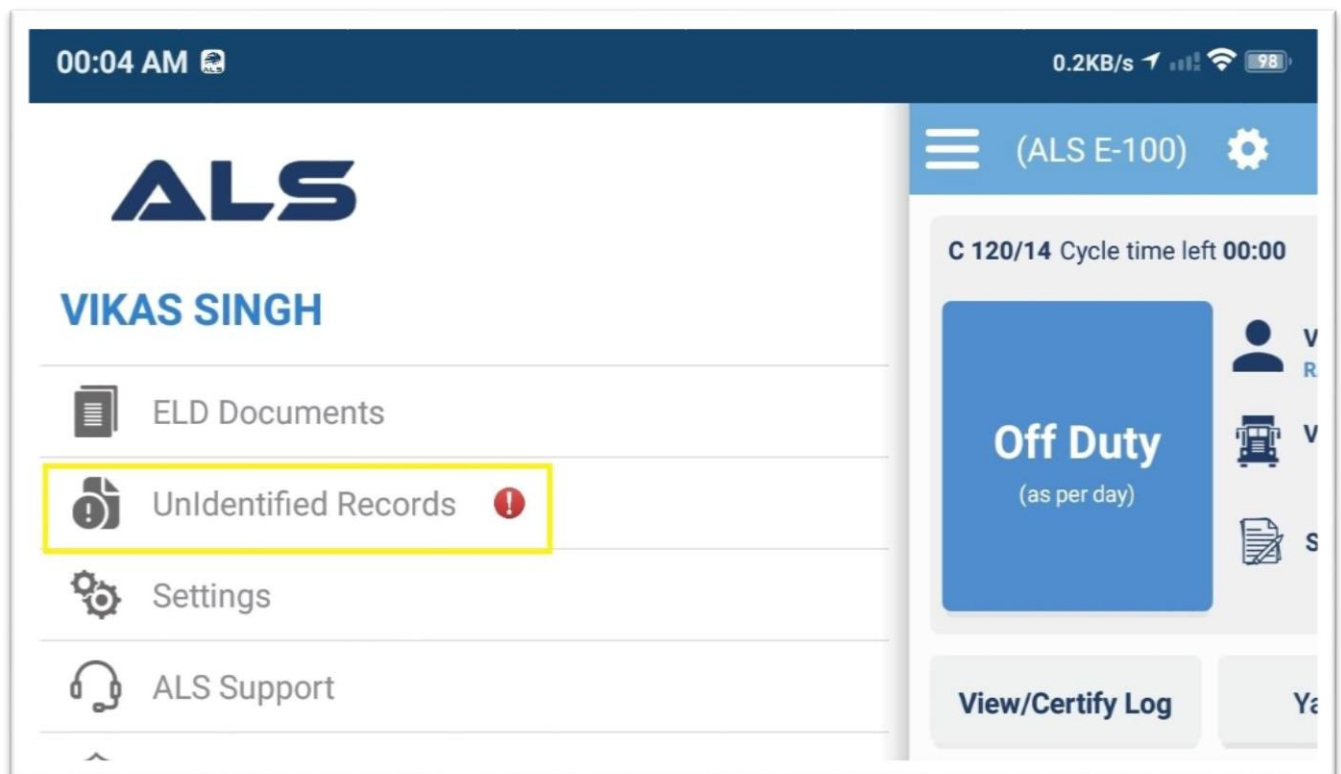 00:04 AM
0.2KB/s
98
ALS
VIKAS SINGH
ELD Documents
UnIdentified Records
Settings
ALS Support
(ALS E-100)
C 120/14 Cycle time left 00:00
Off Duty
(as per day)
V
R
V
S
View/Certify Log